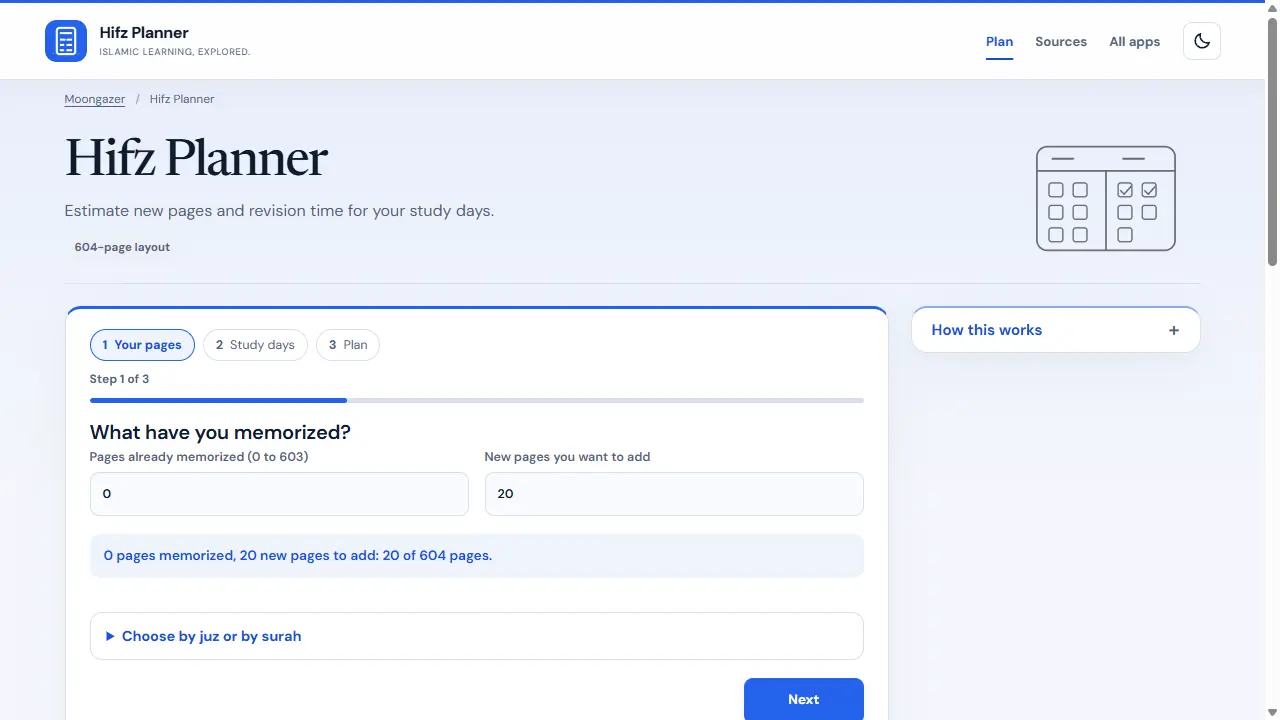 Hifz Planner
ISLAMIC LEARNING, EXPLORED.
Plan
Sources
All apps
Moongazer / Hifz Planner
Hifz Planner
Estimate new pages and revision time for your study days.
604-page layout
1 Your pages
2 Study days
3 Plan
Step 1 of 3
What have you memorized?
Pages already memorized (0 to 603)
0
New pages you want to add
20
0 pages memorized, 20 new pages to add: 20 of 604 pages.
Choose by juz or by surah
Next
How this works
+